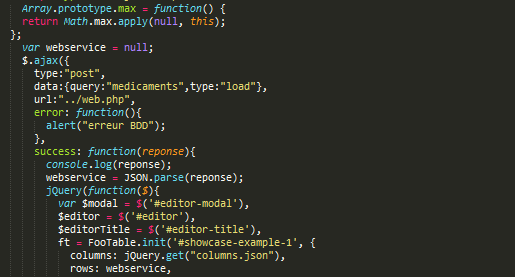 Array.prototype.max = function() {
return Math.max.apply(null, this);
};
var webservice = null;
$.ajax({
type:"post",
data:{query:"medicaments",type:"load"},
url:"../web.php",
error: function(){
alert("erreur BDD");
},
success: function(reponse){
console.log(reponse);
webservice = JSON.parse(reponse);
jQuery(function($){
var $modal = $('#editor-modal'),
$editor = $('#editor'),
$editorTitle = $('#editor-title'),
ft = FooTable.init('#showcase-example-1', {
columns: jQuery.get("columns.json"),
rows: webservice,